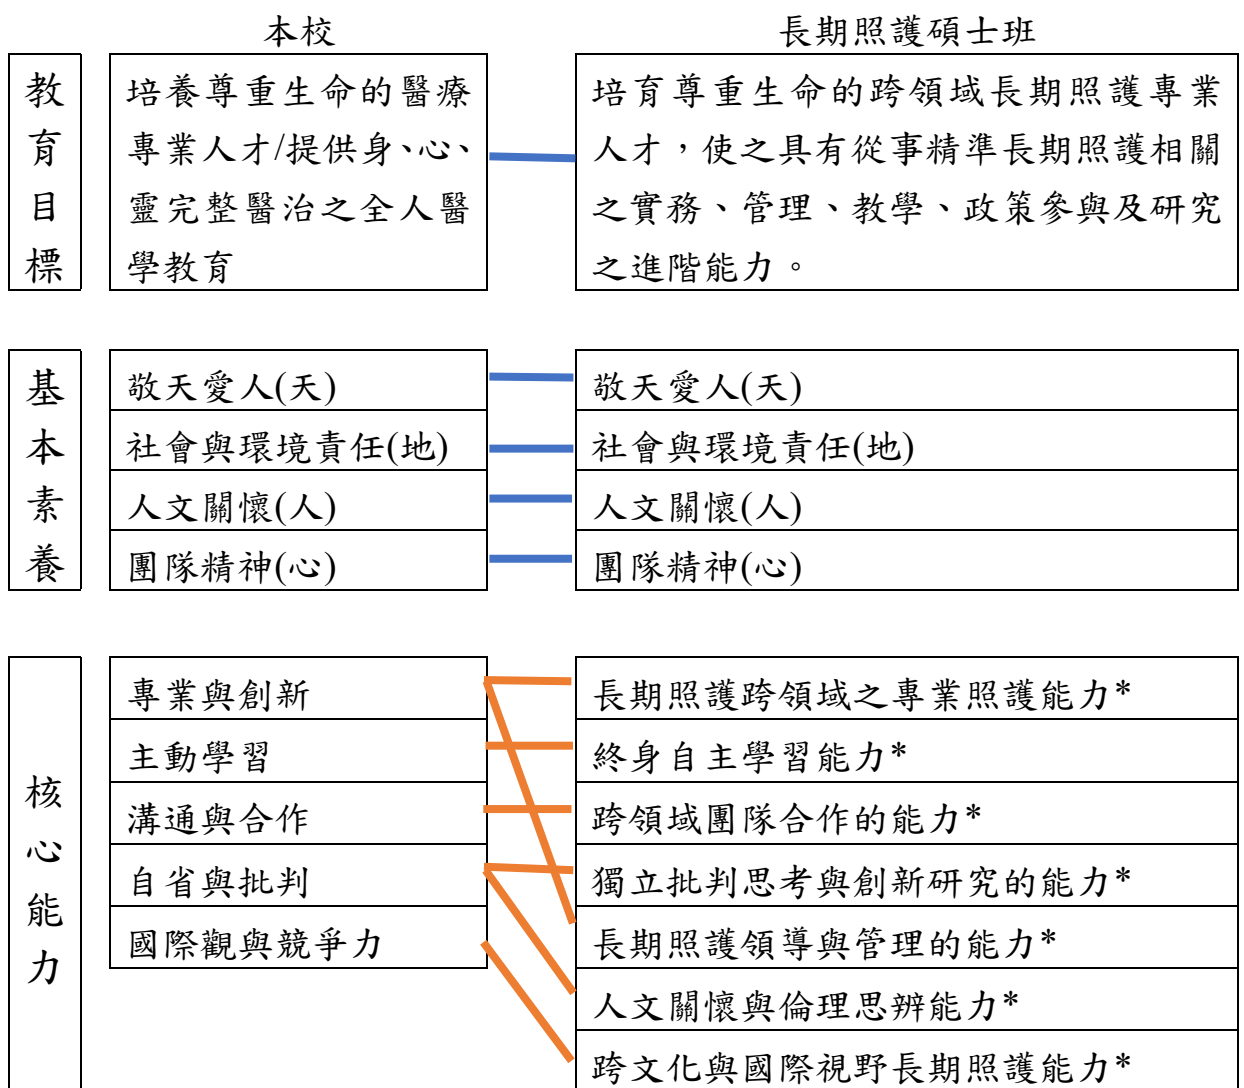 本校
長期照護碩士班
教育目標
培養尊重生命的醫療
專業人才/提供身、心、
靈完整醫治之全人醫
學教育
培育尊重生命的跨領域長期照護專業
人才，使之具有從事精準長期照護相關
之實務、管理、教學、政策參與及研究
之進階能力。
基本素養
敬天愛人(天)
社會與環境責任(地)
人文關懷(人)
團隊精神(心)
敬天愛人(天)
社會與環境責任(地)
人文關懷(人)
團隊精神(心)
核心能力
專業與創新
主動學習
溝通與合作
自省與批判
國際觀與競爭力
長期照護跨領域之專業照護能力*
終身自主學習能力*
跨領域團隊合作的能力*
獨立批判思考與創新研究的能力*
長期照護領導與管理的能力*
人文關懷與倫理思辨能力*
跨文化與國際視野長期照護能力*